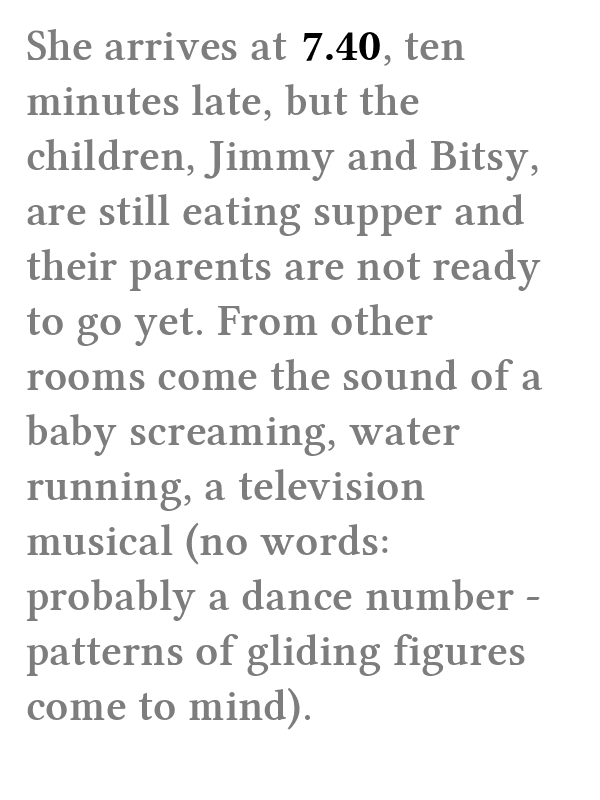 She arrives at 7.40, ten
minutes late, but the
children, Jimmy and Bitsy,
are still eating supper and
their parents are not ready
to go yet. From other
rooms come the sound of a
baby screaming, water
running, a television
musical (no words:
probably a dance number -
patterns of gliding figures
come to mind).